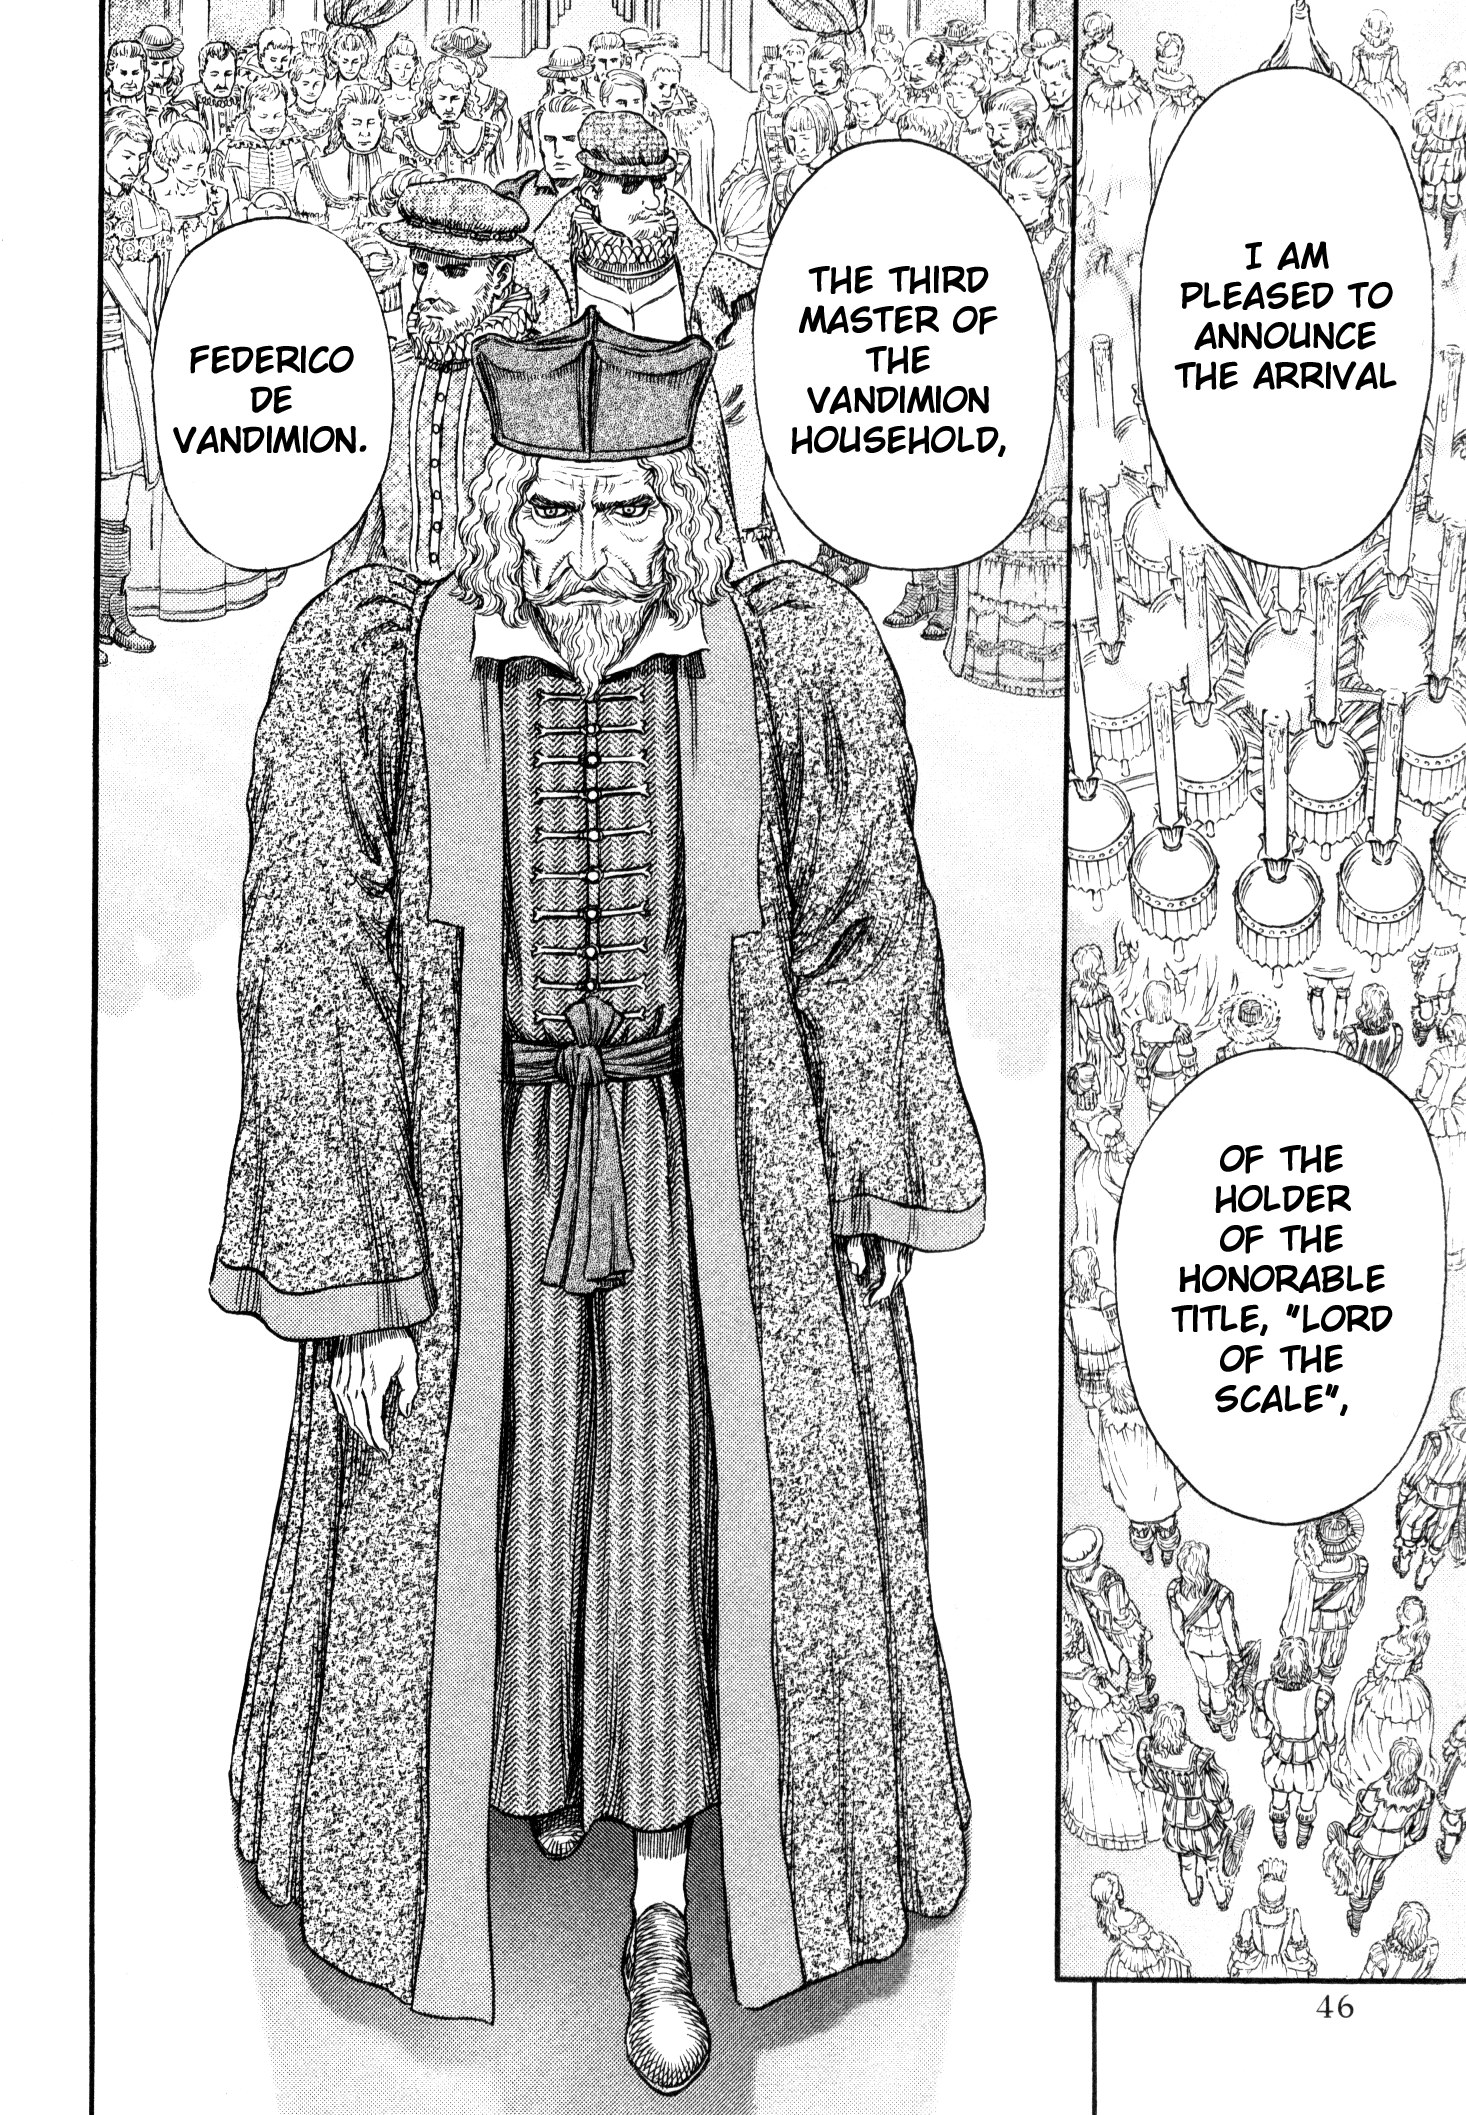 I AM
PLEASED TO
ANNOUNCE
THE ARRIVAL
OF THE
HOLDER
OF THE
HONORABLE
TITLE, "LORD
OF THE
SCALE",
THE THIRD
MASTER OF
THE
VANDIMION
HOUSEHOLD,
FEDERICO
DE
VANDIMION.
46